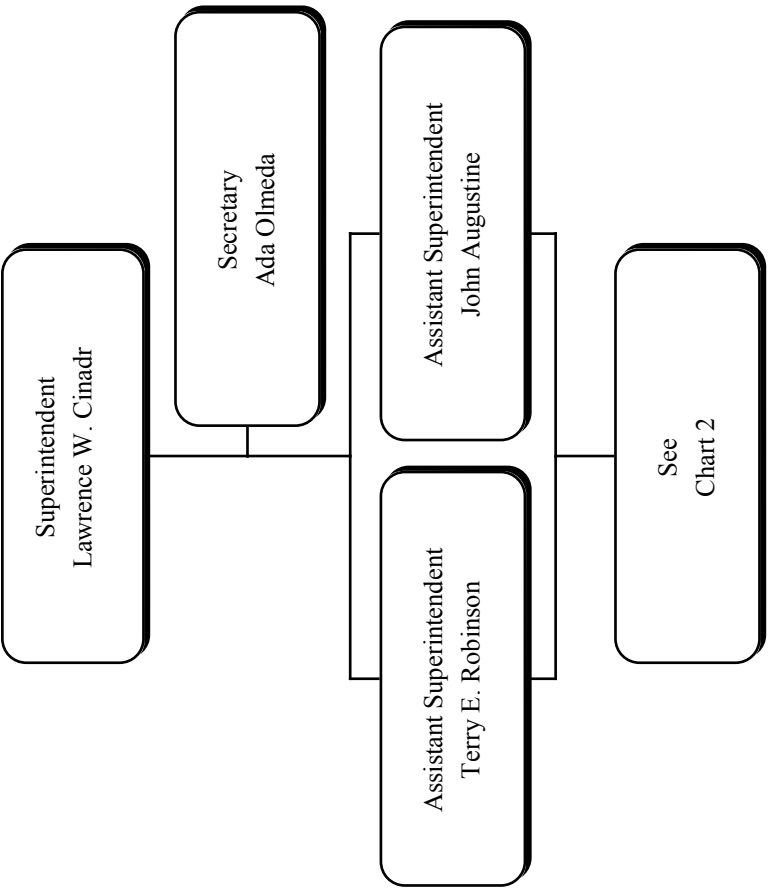 Superintendent
Lawrence W. Cinadr
Secretary
Ada Olmeda
Assistant Superintendent
Terry E. Robinson
Assistant Superintendent
John Augustine
See
Chart 2